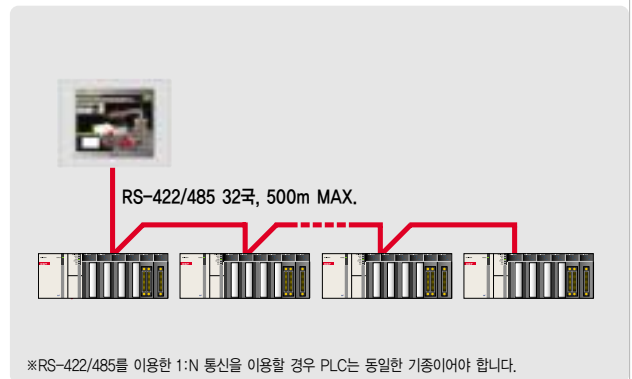 RS-422/485 32국, 500m MAX.
※RS-422/485를 이용한 1:N 통신을 이용할 경우 PLC는 동일한 기종이어야 합니다.